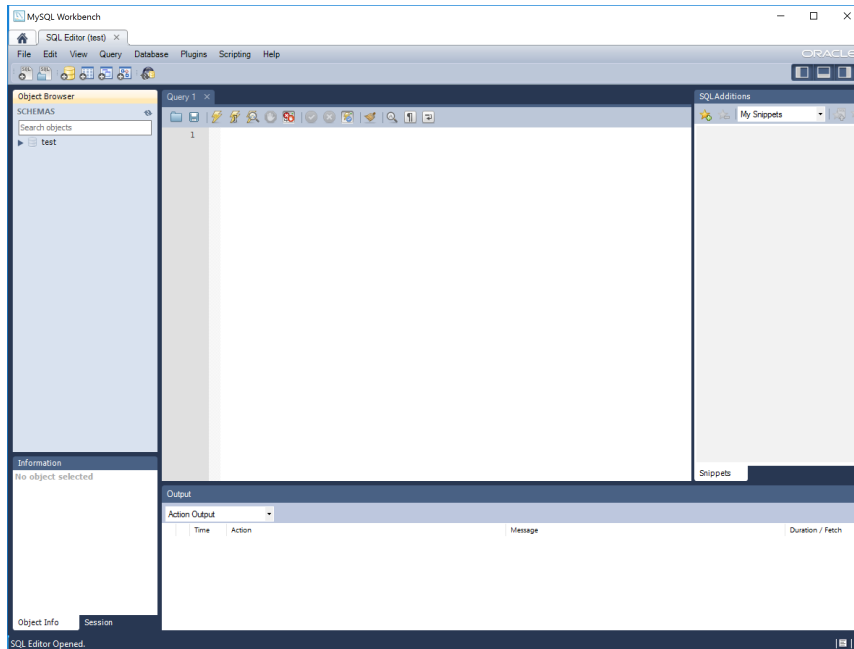 MySQL Workbench
SQL Editor (test)
File Edit View Query Database Plugins Scripting Help
ORACLE
Object Browser
Query 1
SQLAdditions
SCHEMAS
My Snippets
Search objects
1
test
Information
No object selected
Snippets
Output
Action Output
Time Action Message Duration / Fetch
Object Info Session
SQL Editor Opened.